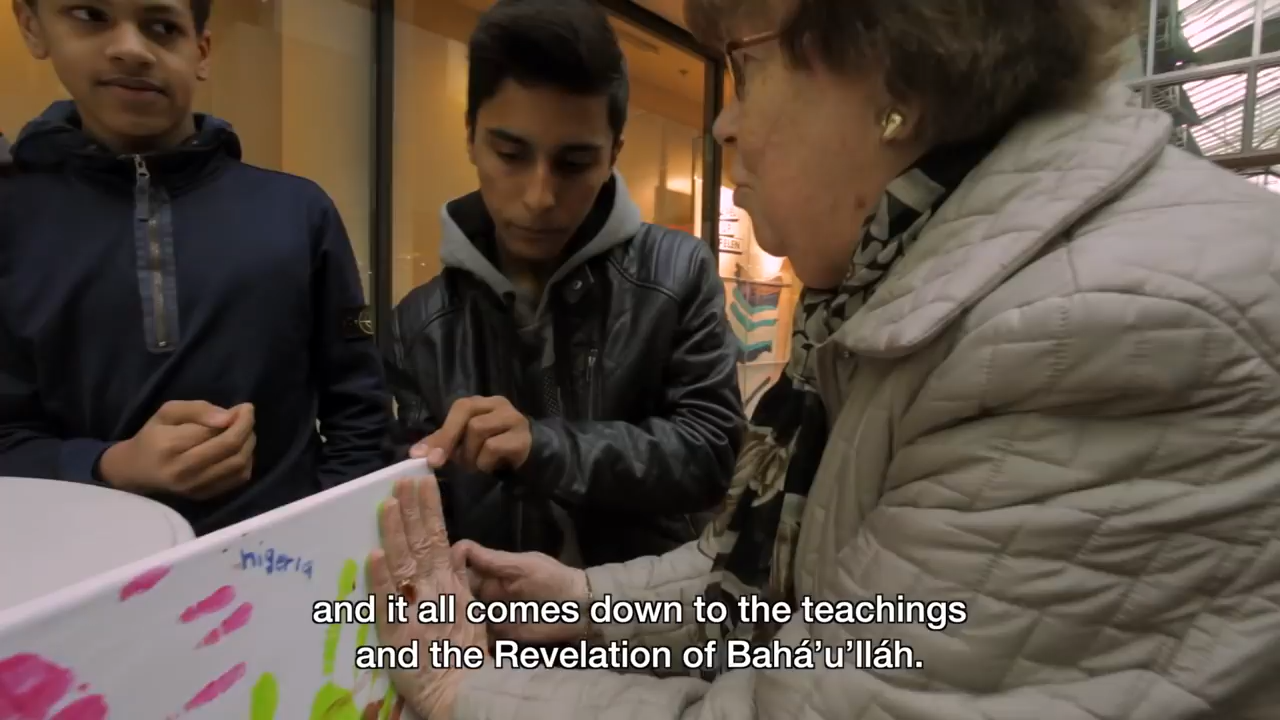 nigeria
and it all comes down to the teachings
and the Revelation of Bahá’u’lláh.